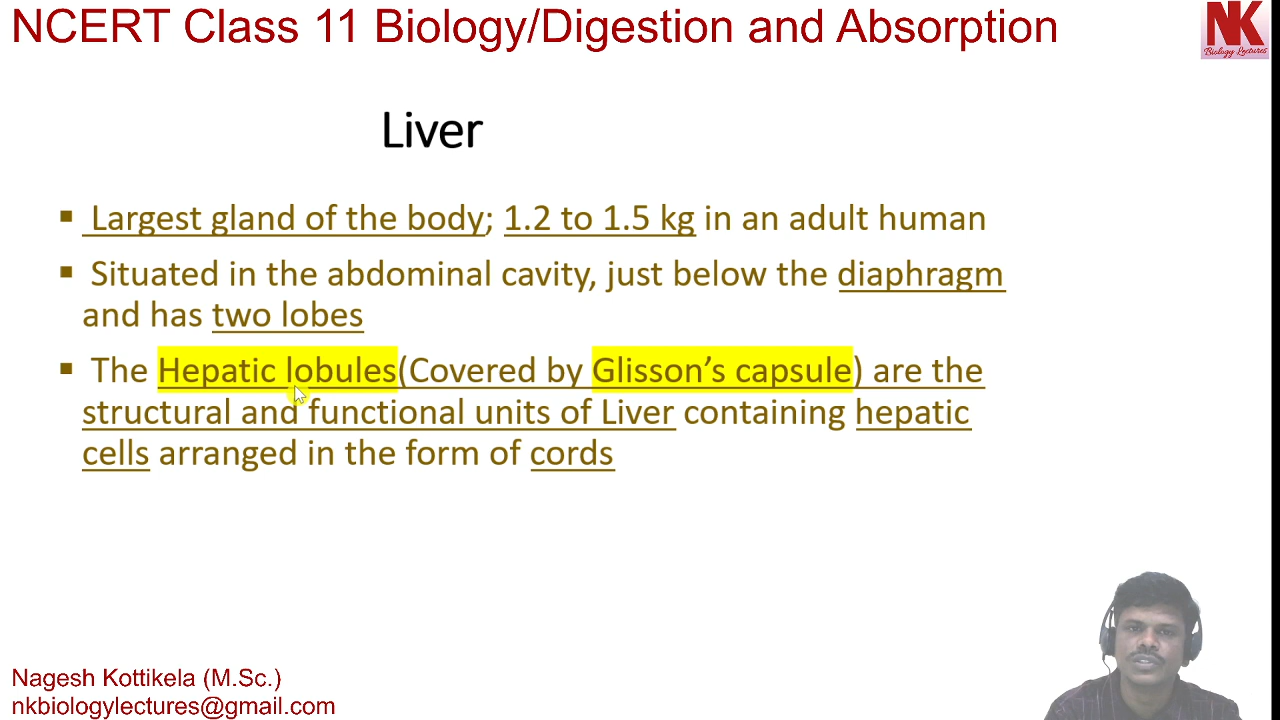 NCERT Class 11 Biology/Digestion and Absorption
NK
Biology Lectures
Liver
▪ Largest gland of the body; 1.2 to 1.5 kg in an adult human
▪ Situated in the abdominal cavity, just below the diaphragm
and has two lobes
▪ The Hepatic lobules(Covered by Glisson’s capsule) are the
structural and functional units of Liver containing hepatic
cells arranged in the form of cords
Nagesh Kottikela (M.Sc.)
nkbiologylectures@gmail.com